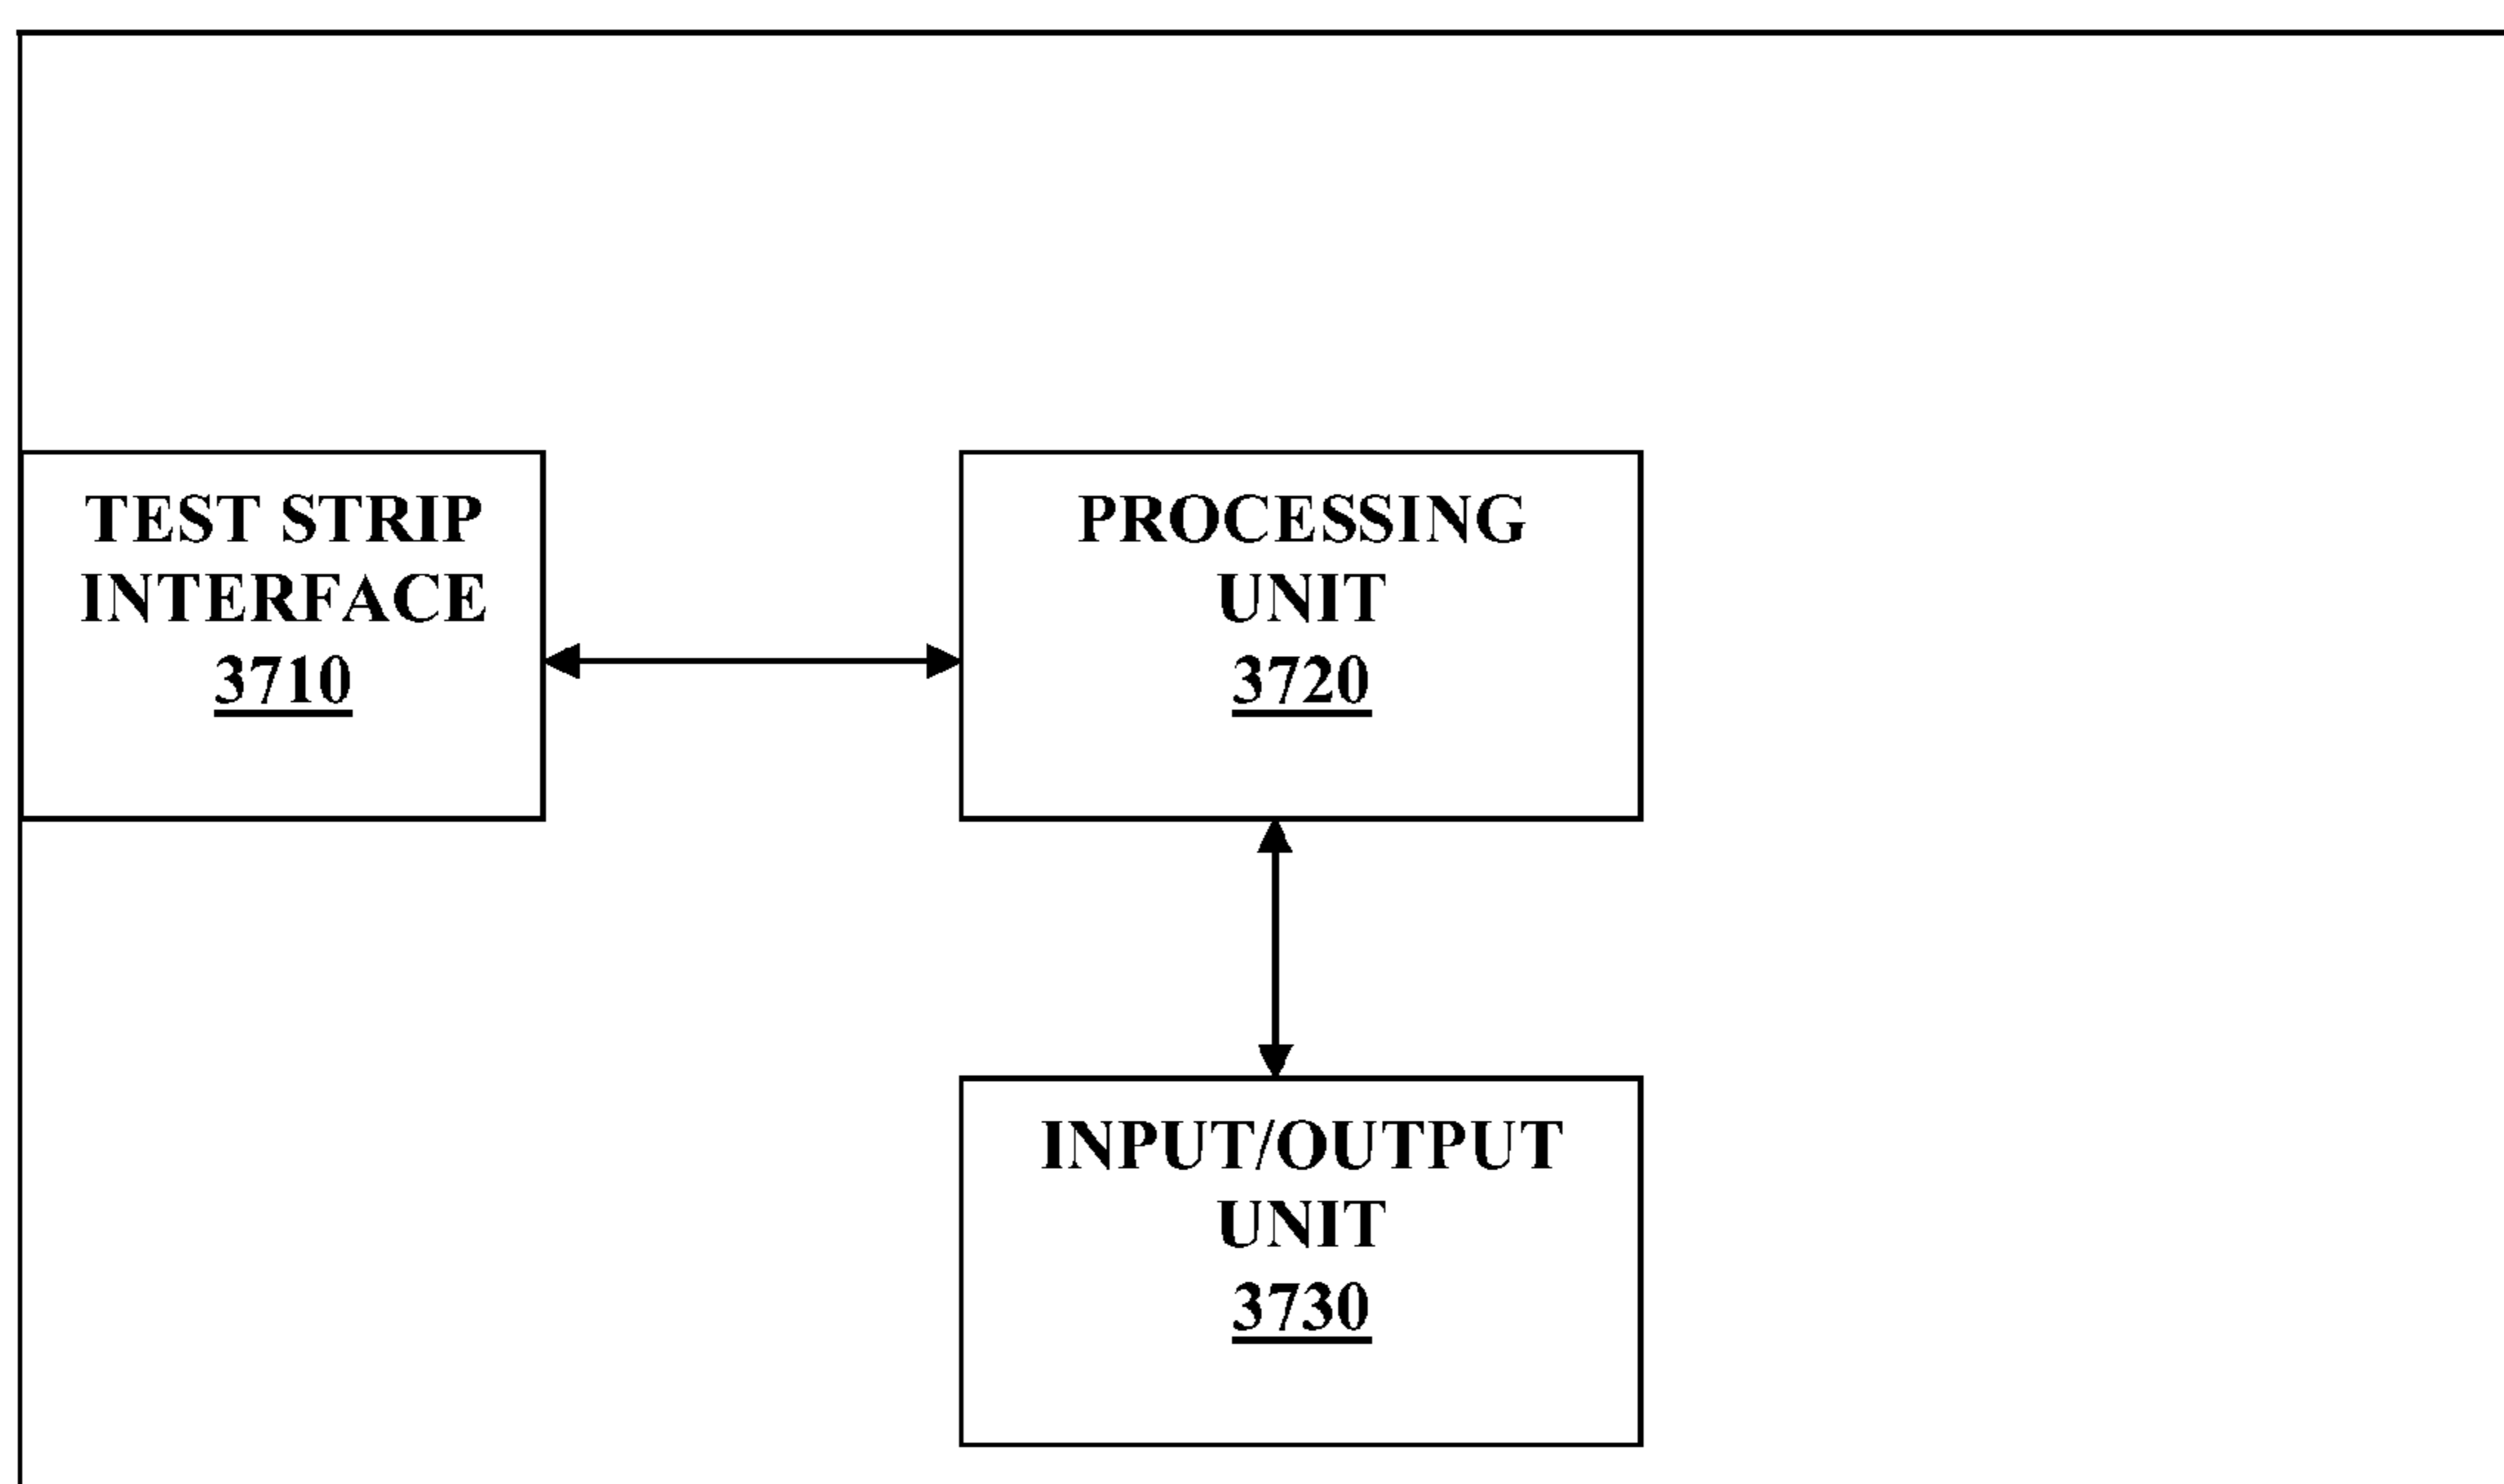 TEST STRIP
INTERFACE
3710
PROCESSING
UNIT
3720
INPUT/OUTPUT
UNIT
3730